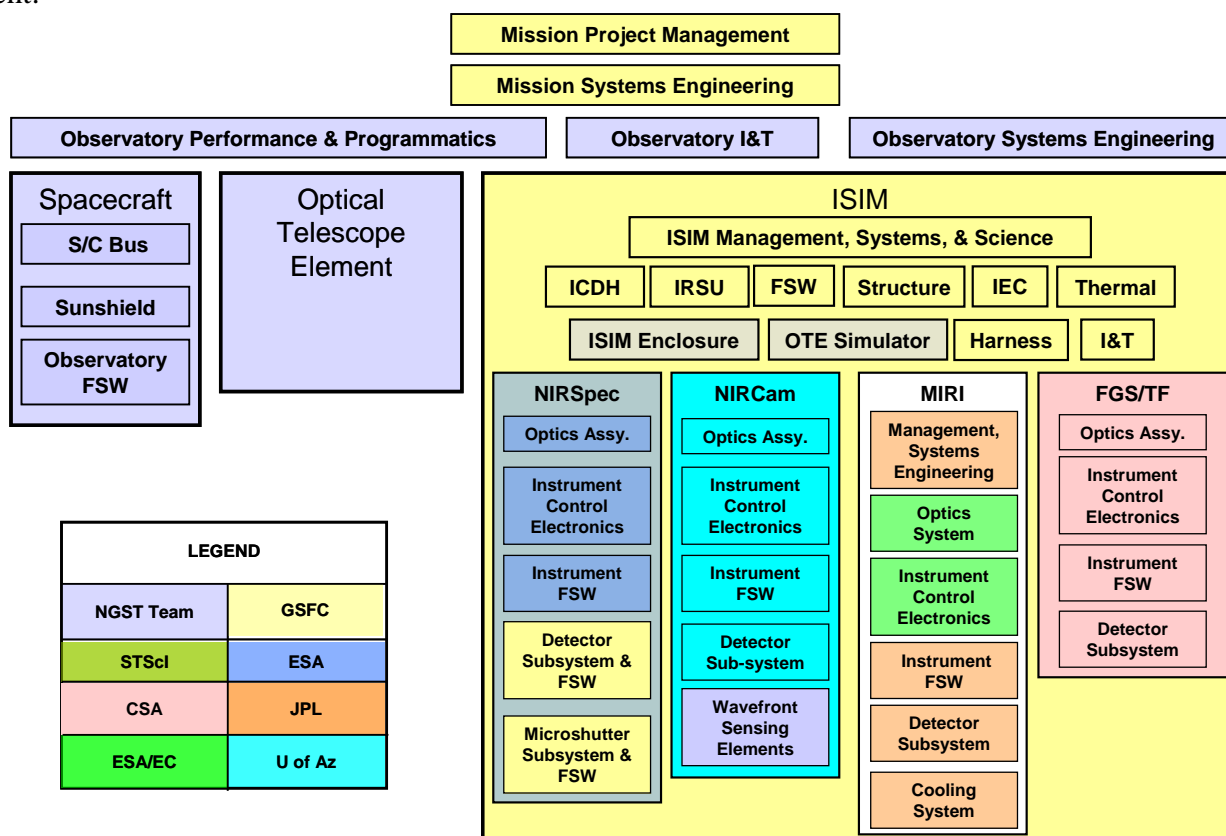 Mission Project Management
Mission Systems Engineering
Observatory Performance & Programmatics
Observatory I&T
Observatory Systems Engineering
Spacecraft
S/C Bus
Sunshield
Observatory
FSW
Optical
Telescope
Element
ISIM
ISIM Management, Systems, & Science
ICDH
IRSU
FSW
Structure
IEC
Thermal
ISIM Enclosure
OTE Simulator
Harness
I&T
NIRSpec
Optics Assy.
Instrument
Control
Electronics
Instrument
FSW
Detector
Subsystem &
FSW
Microshutter
Subsystem &
FSW
NIRCam
Optics Assy.
Instrument
Control
Electronics
Instrument
FSW
Detector
Sub-system
Wavefront
Sensing
Elements
MIRI
Management,
Systems
Engineering
Optics
System
Instrument
Control
Electronics
Instrument
FSW
Detector
Subsystem
Cooling
System
FGS/TF
Optics Assy.
Instrument
Control
Electronics
Instrument
FSW
Detector
Subsystem
LEGEND
NGST Team
GSFC
STScI
ESA
CSA
JPL
ESA/EC
U of Az